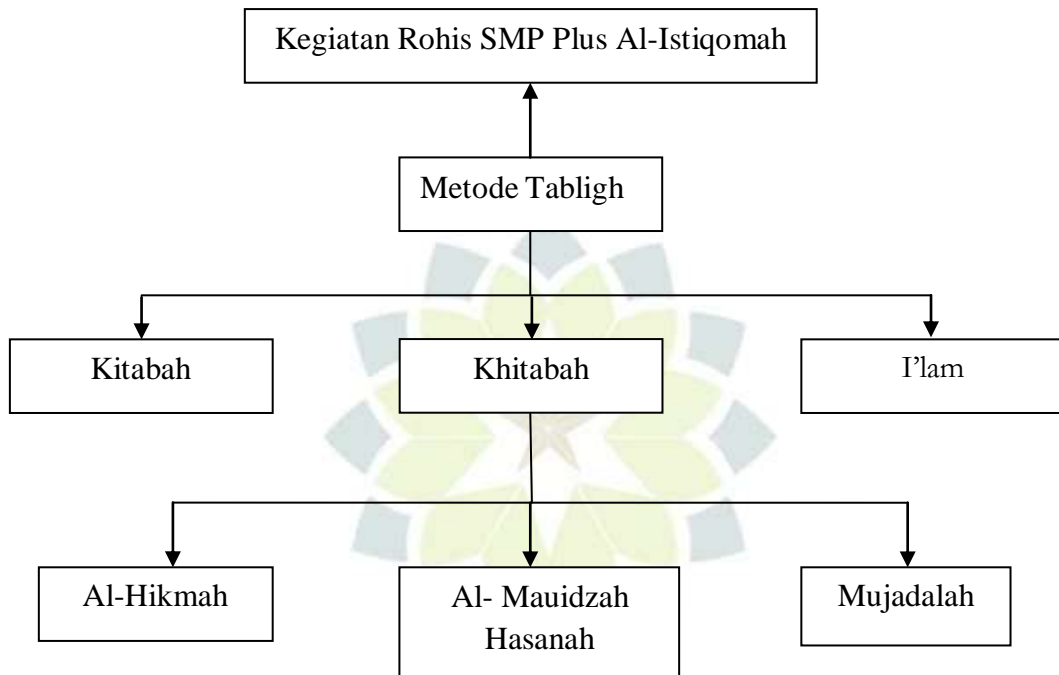 Kegiatan Rohis SMP Plus Al-Istiqomah
Metode Tabligh
Kitabah
Khitabah
I'lam
Al-Hikmah
Al- Mauidzah
Hasanah
Mujadalah